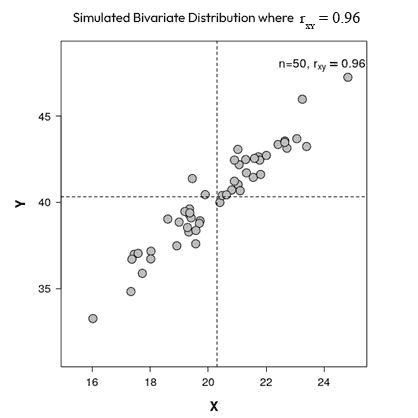 Simulated Bivariate Distribution where r_xy = 0.96
n=50, r_xy = 0.96
45
40
35
Y
16 18 20 22 24
X